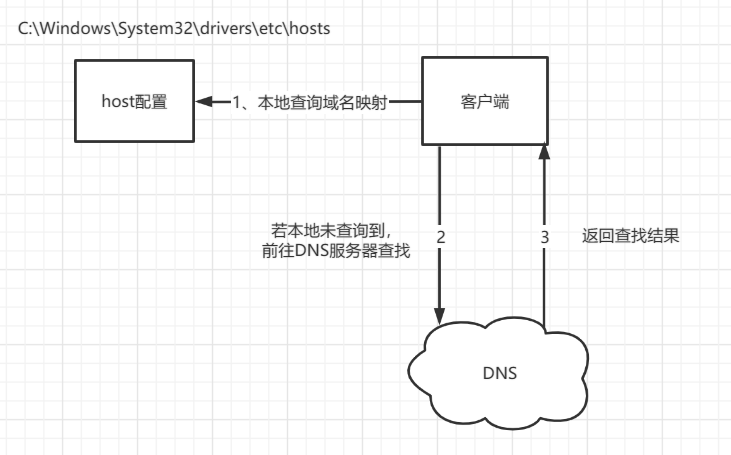 C:\Windows\System32\drivers\etc\hosts
host配置
1、本地查询域名映射
客户端
若本地未查询到，
前往DNS服务器查找
2
3
返回查找结果
DNS